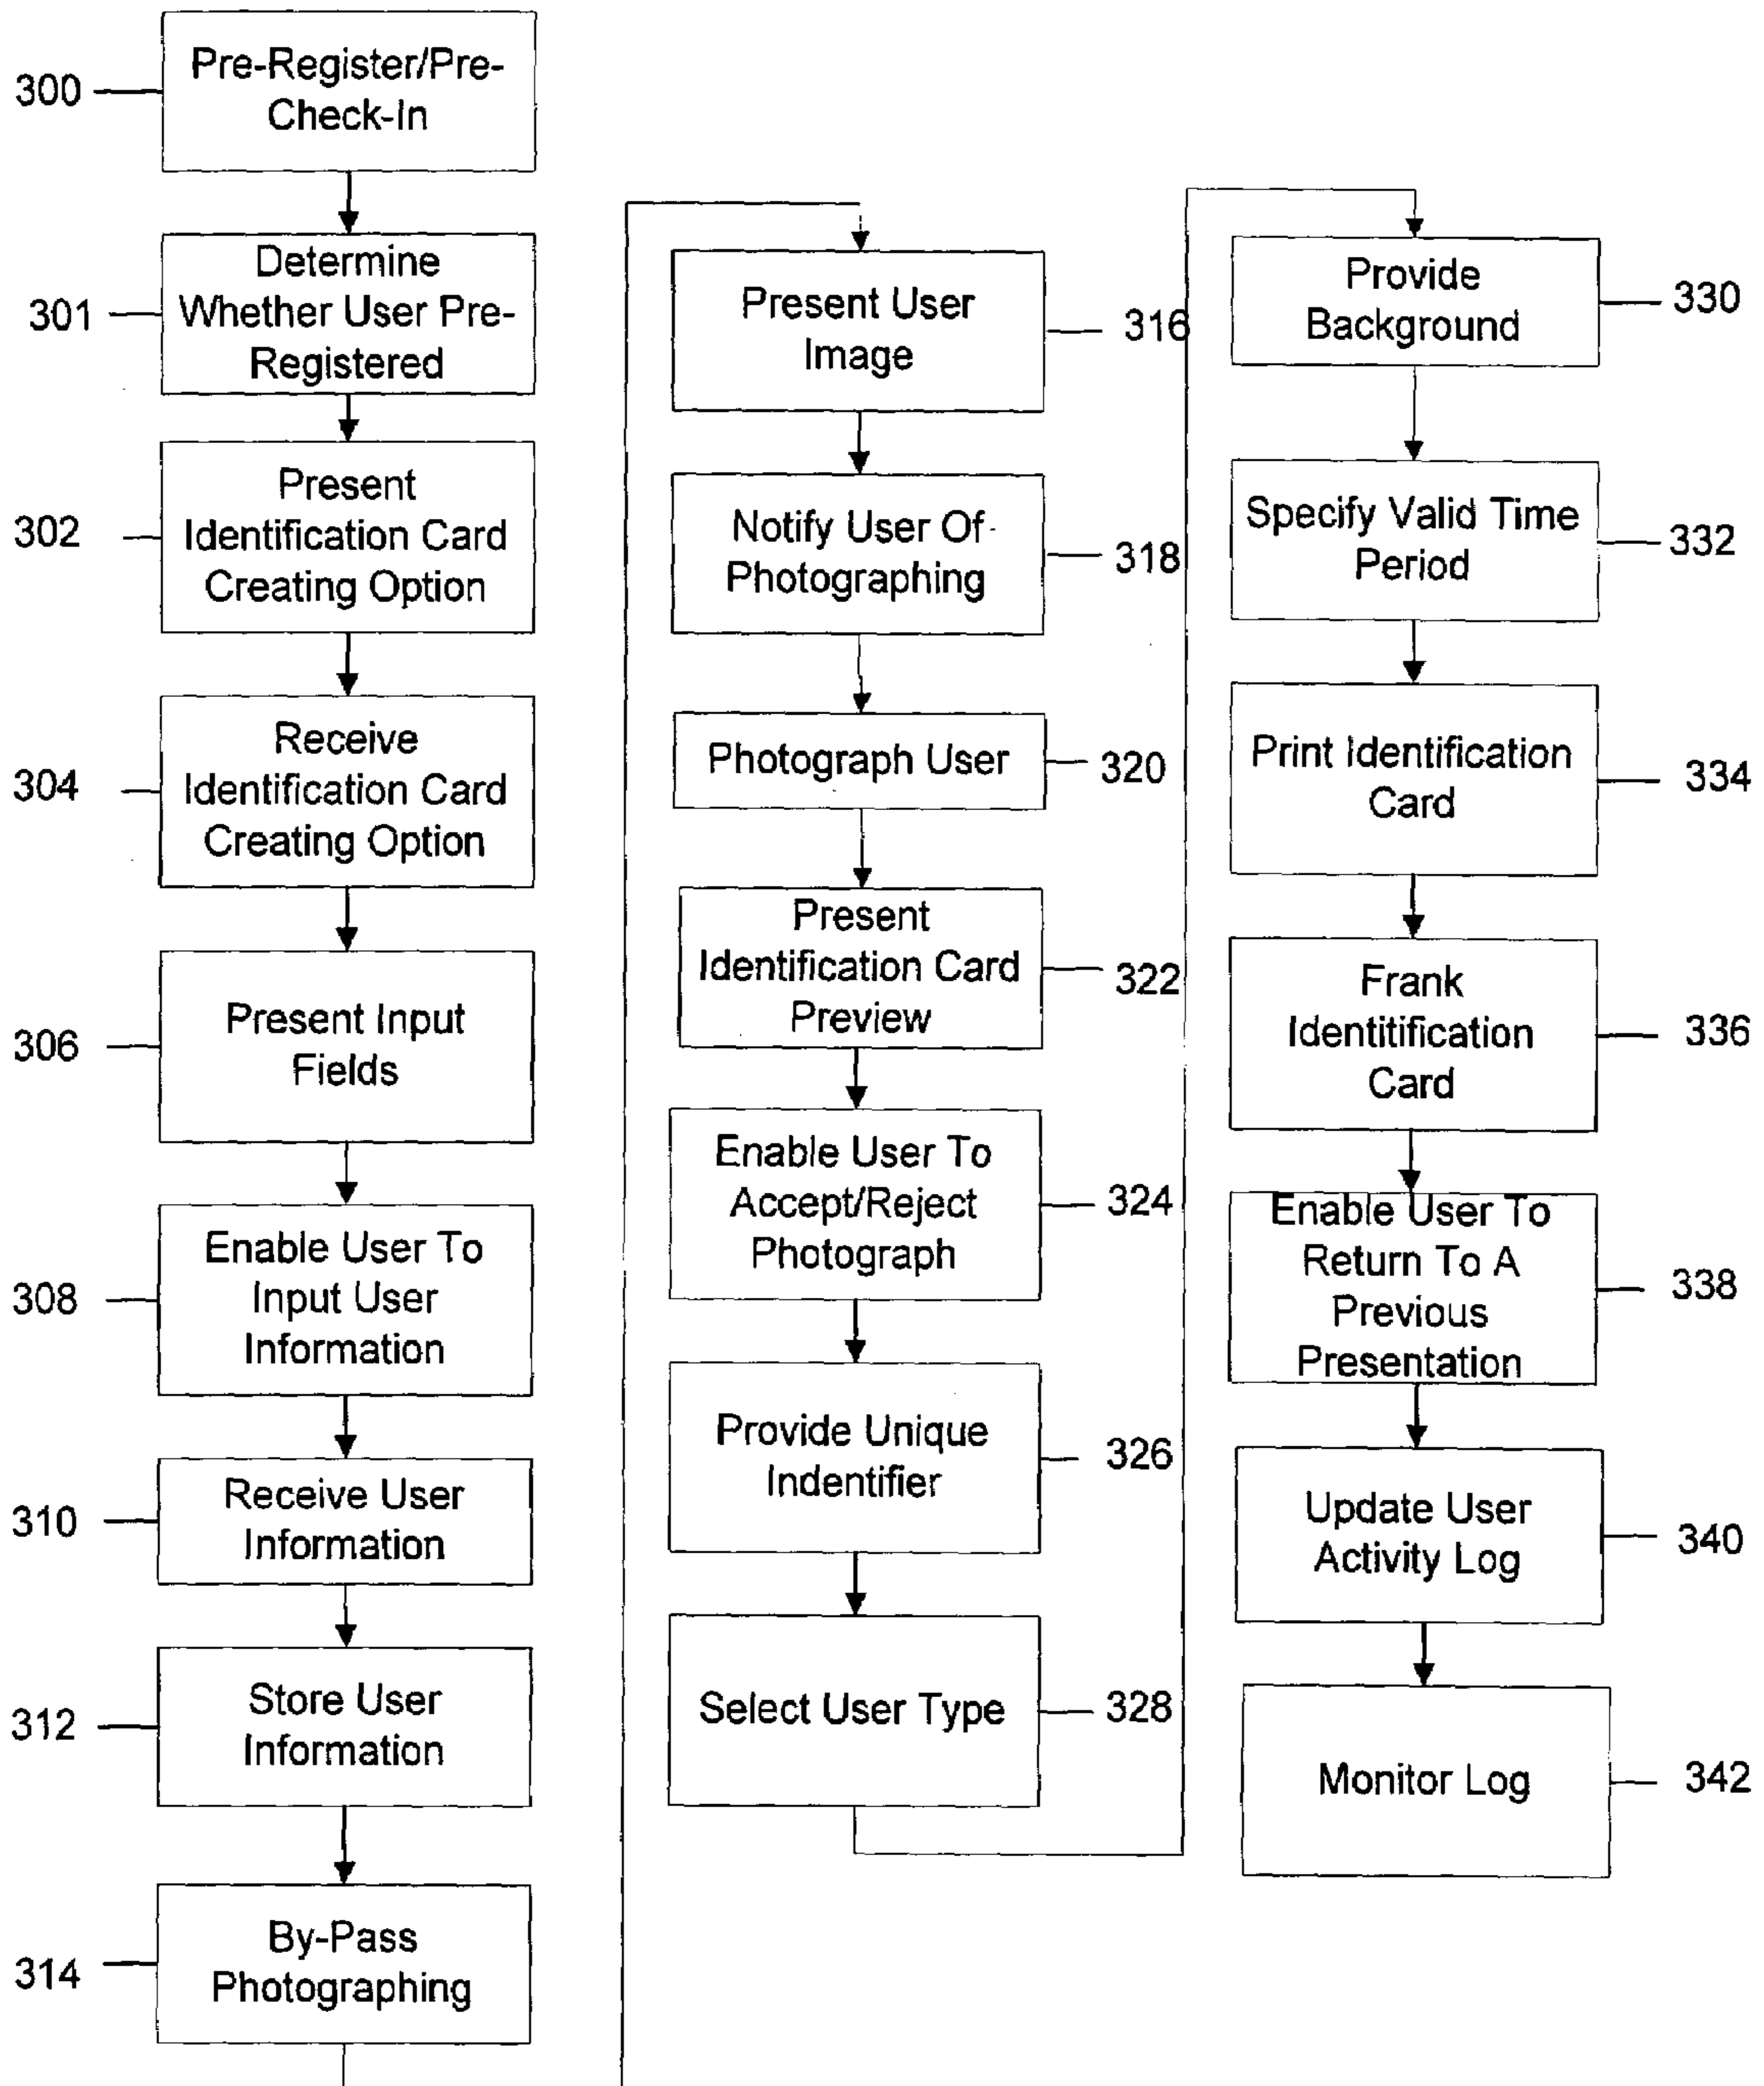 300
Pre-Register/Pre-
Check-In
301
Determine
Whether User Pre-
Registered
302
Present
Identification Card
Creating Option
304
Receive
Identification Card
Creating Option
306
Present Input
Fields
308
Enable User To
Input User
Information
310
Receive User
Information
312
Store User
Information
314
By-Pass
Photographing
Present User
Image
316
Notify User Of
Photographing
318
Photograph User
320
Present
Identification Card
Preview
322
Enable User To
Accept/Reject
Photograph
324
Provide Unique
Indentifier
326
Select User Type
328
Provide
Background
330
Specify Valid Time
Period
332
Print Identification
Card
334
Frank
Identitification
Card
336
Enable User To
Return To A
Previous
Presentation
338
Update User
Activity Log
340
Monitor Log
342